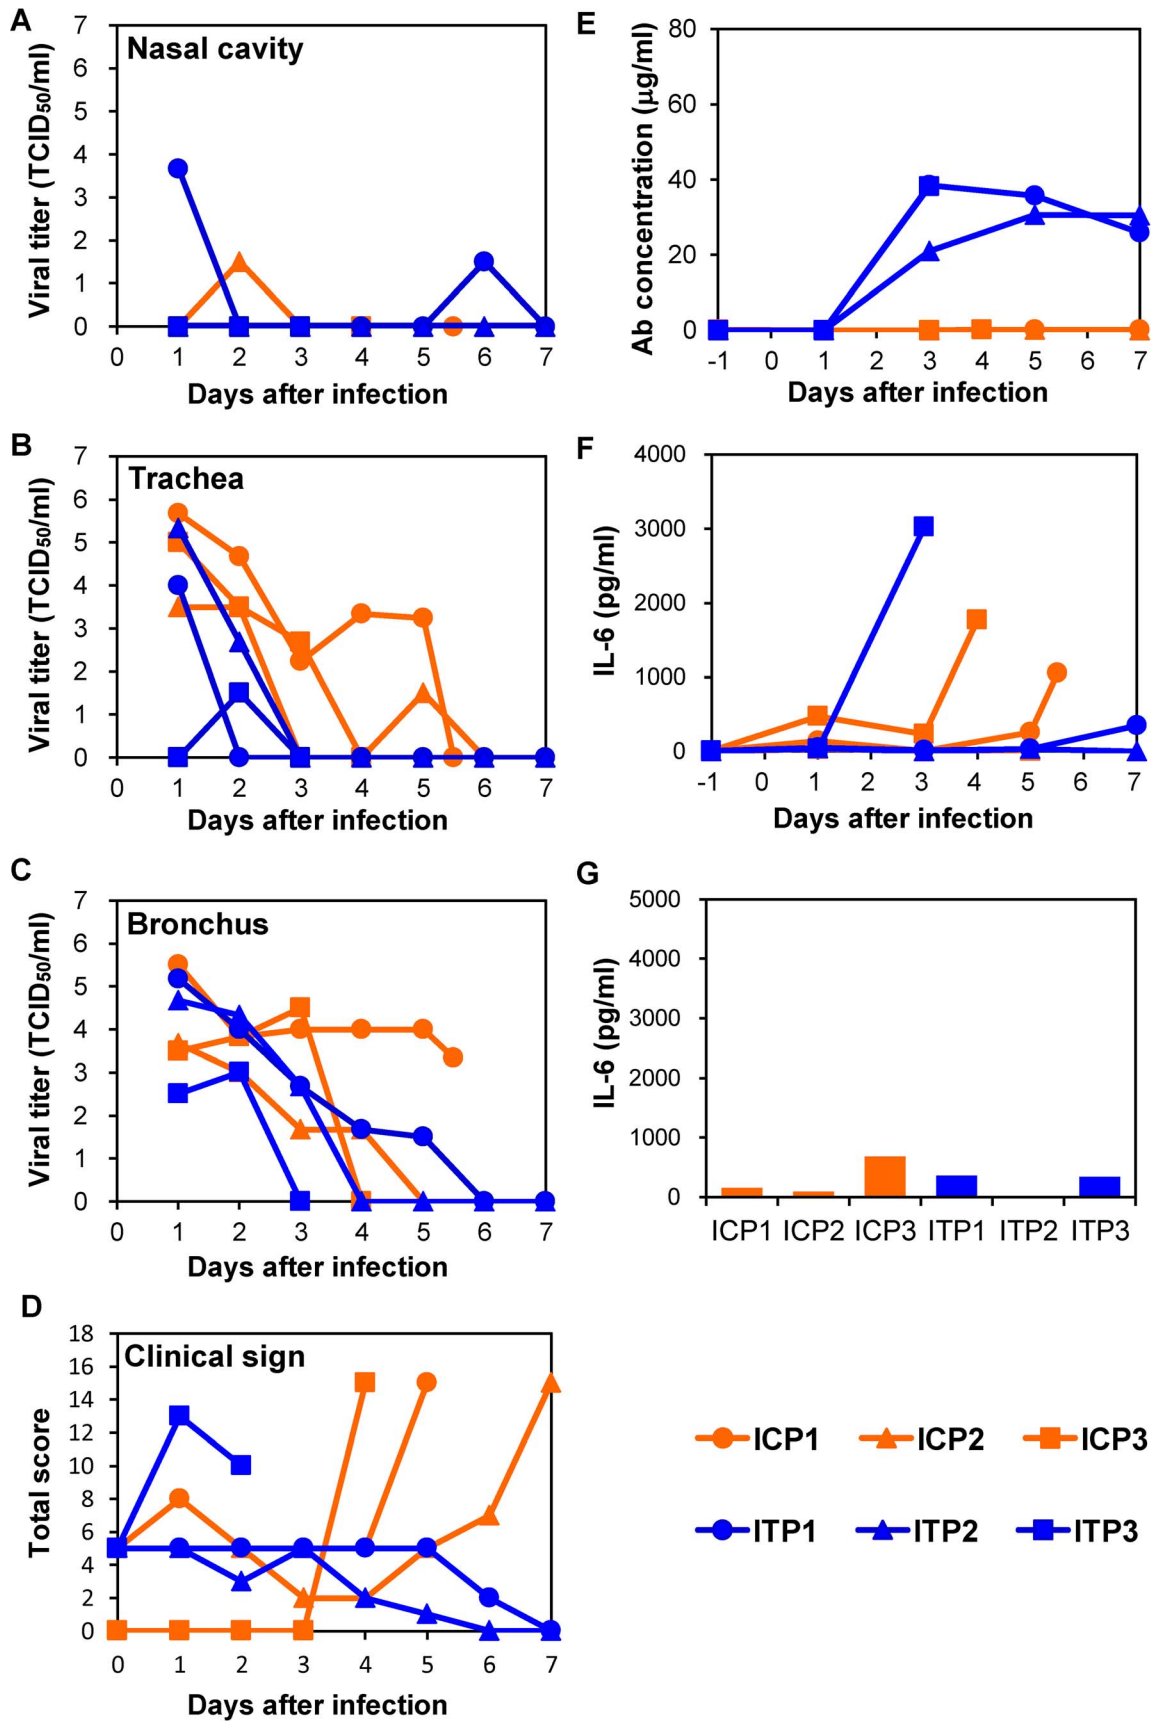 A
Nasal cavity
Viral titer (TCID50/ml)
7
6
5
4
3
2
1
0
0 1 2 3 4 5 6 7
Days after infection
B
Trachea
Viral titer (TCID50/ml)
7
6
5
4
3
2
1
0
0 1 2 3 4 5 6 7
Days after infection
C
Bronchus
Viral titer (TCID50/ml)
7
6
5
4
3
2
1
0
0 1 2 3 4 5 6 7
Days after infection
D
Clinical sign
Total score
18
16
14
12
10
8
6
4
2
0
0 1 2 3 4 5 6 7
Days after infection
E
Ab concentration (μg/ml)
80
60
40
20
0
-1 0 1 2 3 4 5 6 7
Days after infection
F
IL-6 (pg/ml)
4000
3000
2000
1000
0
-1 0 1 2 3 4 5 6 7
Days after infection
G
IL-6 (pg/ml)
5000
4000
3000
2000
1000
0
ICP1 ICP2 ICP3 ITP1 ITP2 ITP3
ICP1 ICP2 ICP3
ITP1 ITP2 ITP3